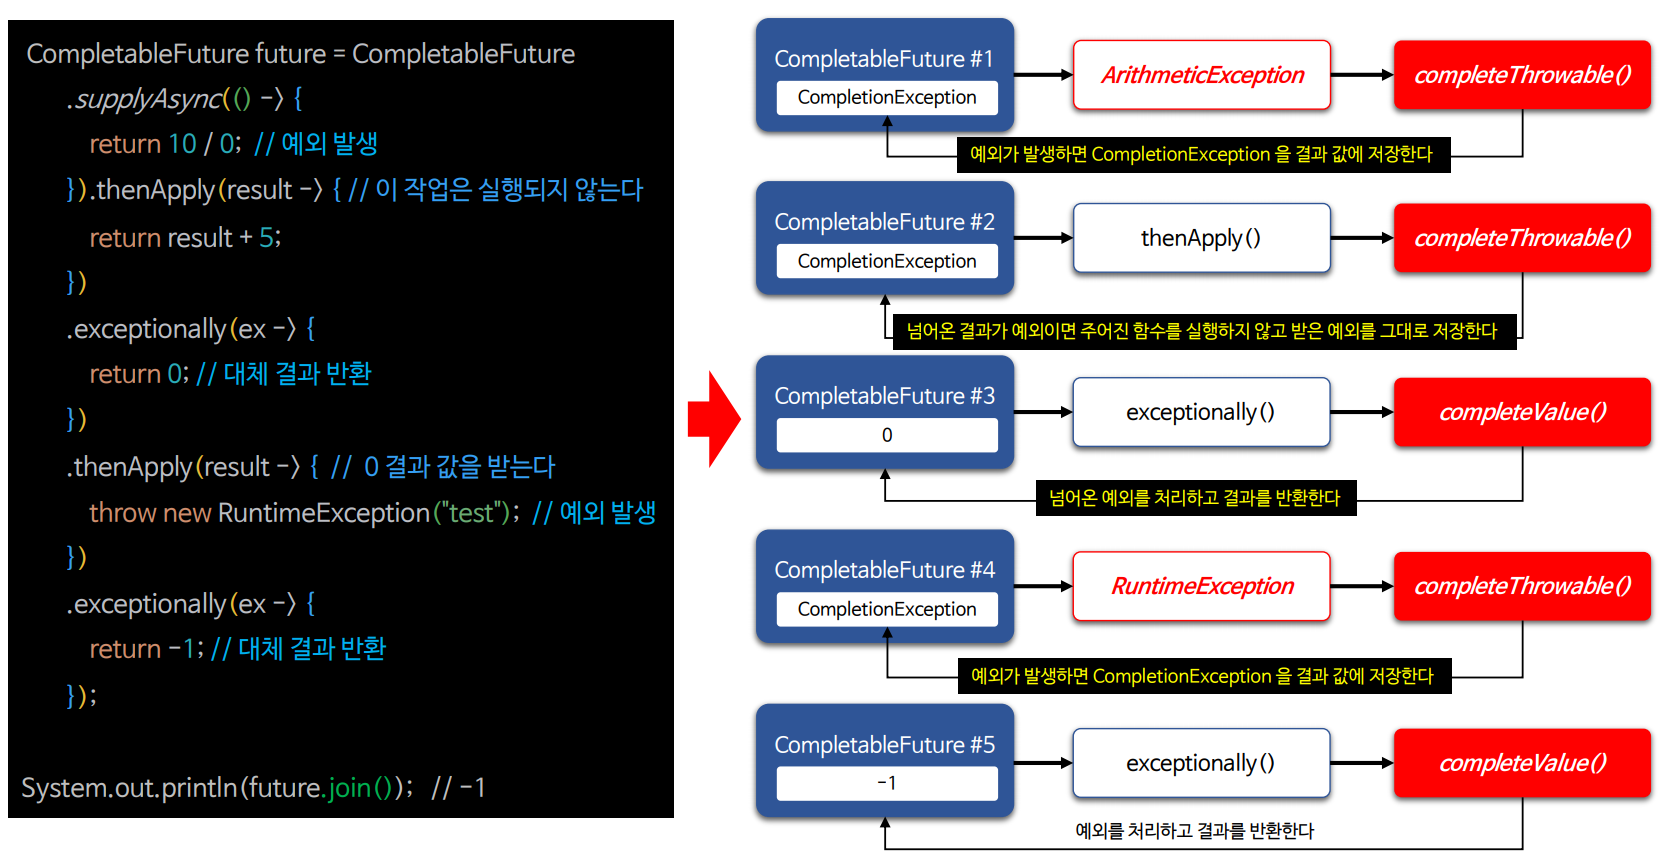 CompletableFuture future = CompletableFuture
.supplyAsync(() -> {
return 10 / 0; // 예외 발생
}).thenApply(result -> { // 이 작업은 실행되지 않는다
return result + 5;
})
.exceptionally(ex -> {
return 0; // 대체 결과 반환
})
.thenApply(result -> { // 0 결과 값을 받는다
throw new RuntimeException("test"); // 예외 발생
})
.exceptionally(ex -> {
return -1; // 대체 결과 반환
});
System.out.println(future.join()); // -1
CompletableFuture #1
CompletionException
ArithmeticException
completeThrowable()
예외가 발생하면 CompletionException 을 결과 값에 저장한다
CompletableFuture #2
CompletionException
thenApply()
completeThrowable()
넘어온 결과가 예외이면 주어진 함수를 실행하지 않고 받은 예외를 그대로 저장한다
CompletableFuture #3
0
exceptionally()
completeValue()
넘어온 예외를 처리하고 결과를 반환한다
CompletableFuture #4
CompletionException
RuntimeException
completeThrowable()
예외가 발생하면 CompletionException 을 결과 값에 저장한다
CompletableFuture #5
-1
exceptionally()
completeValue()
예외를 처리하고 결과를 반환한다